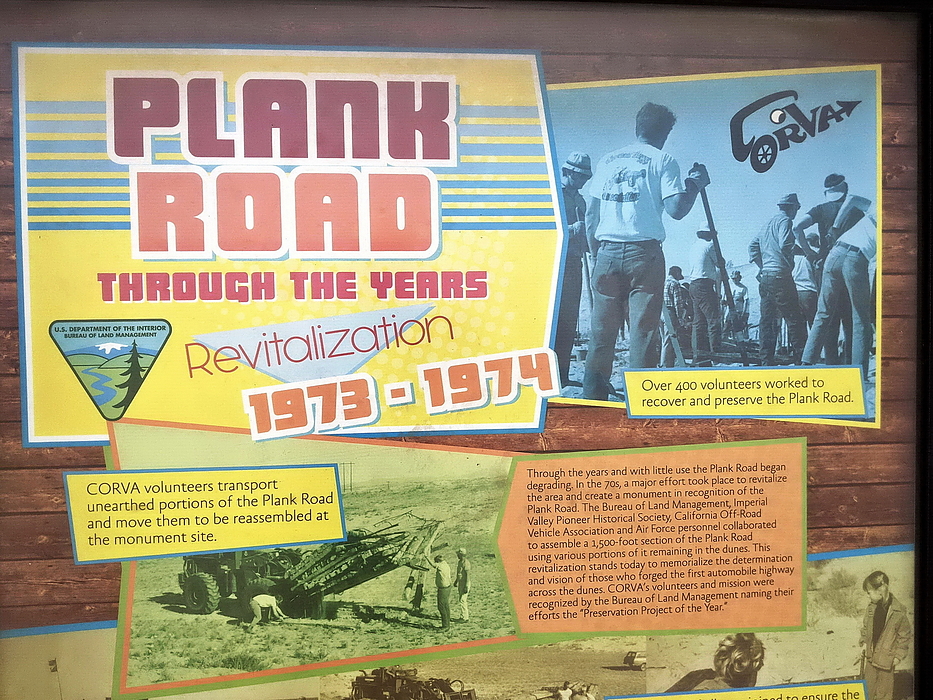 PLANK
ROAD
THROUGH THE YEARS
U.S. DEPARTMENT OF THE INTERIOR
BUREAU OF LAND MANAGEMENT
Revitalization
1973 - 1974
CORVA
Over 400 volunteers worked to
recover and preserve the Plank Road.
CORVA volunteers transport
unearthed portions of the Plank Road
and move them to be reassembled at
the monument site.
Through the years and with little use the Plank Road began
degrading. In the 70s, a major effort took place to revitalize
the area and create a monument in recognition of the
Plank Road. The Bureau of Land Management, Imperial
Valley Pioneer Historical Society, California Off-Road
Vehicle Association and Air Force personnel collaborated
to assemble a 1,500-foot section of the Plank Road
using various portions of it remaining in the dunes. This
revitalization stands today to memorialize the determination
and vision of those who forged the first automobile highway
across the dunes. CORVA's volunteers and mission were
recognized by the Bureau of Land Management naming their
efforts the "Preservation Project of the Year."
to ensure the